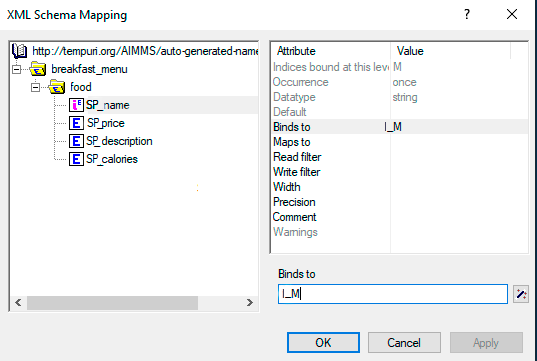 XML Schema Mapping
http://tempuri.org/AIMMS/auto-generated-name
breakfast_menu
food
SP_name
SP_price
SP_description
SP_calories
Attribute Value
Indices bound at this leve M
Occurrence once
Datatype string
Default
Binds to I_M
Maps to
Read filter
Write filter
Width
Precision
Comment
Warnings
Binds to
I_M
OK Cancel Apply